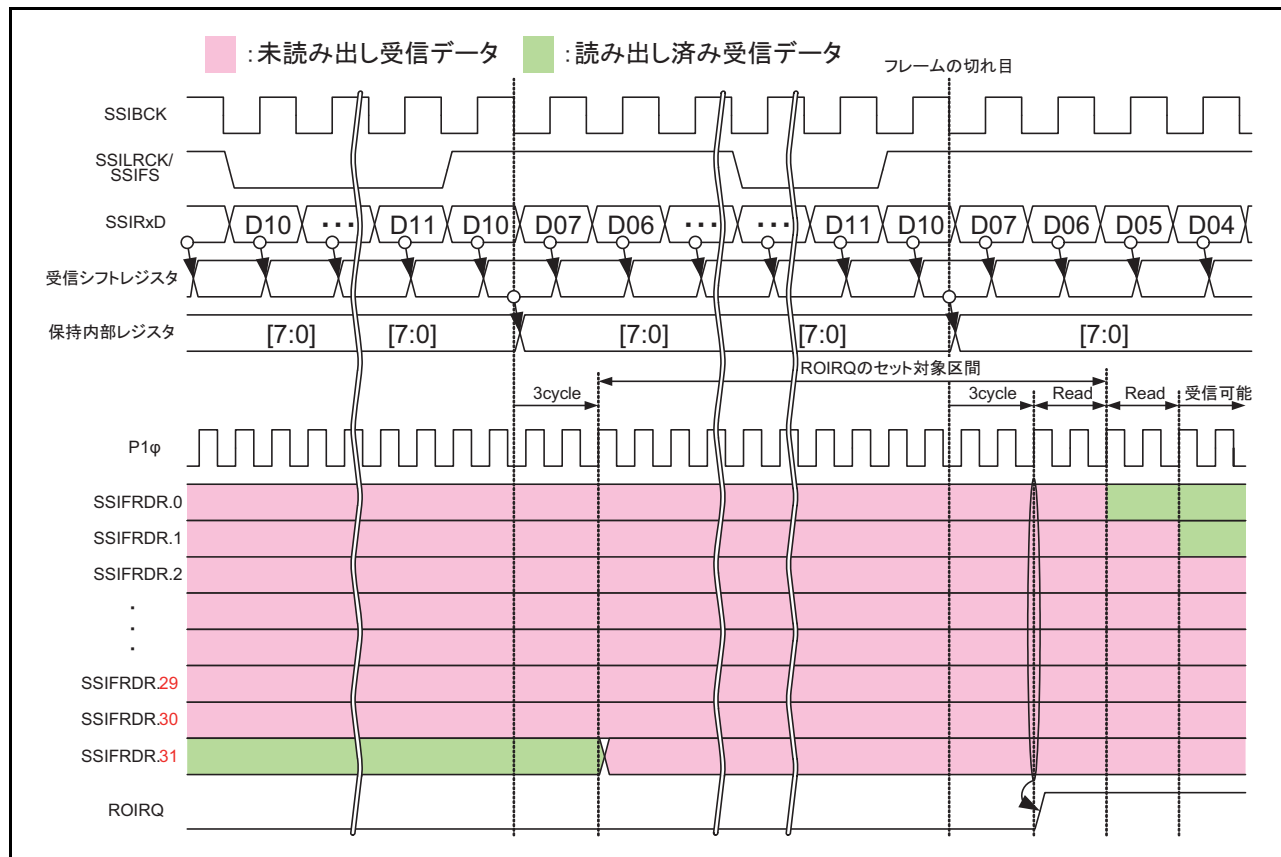 :未読み出し受信データ :読み出し済み受信データ
フレームの切れ目
SSIBCK
SSILRCK/
SSIFS
SSIRxD D10 ・・・ D11 D10 D07 D06 ・・・ ・・・ D11 D10 D07 D06 D05 D04
受信シフトレジスタ
保持内部レジスタ [7:0] [7:0] [7:0] [7:0] [7:0]
ROIRQのセット対象区間
3cycle 3cycle Read Read 受信可能
P1φ
SSIFRDR.0
SSIFRDR.1
SSIFRDR.2
・
・
・
SSIFRDR.29
SSIFRDR.30
SSIFRDR.31
ROIRQ